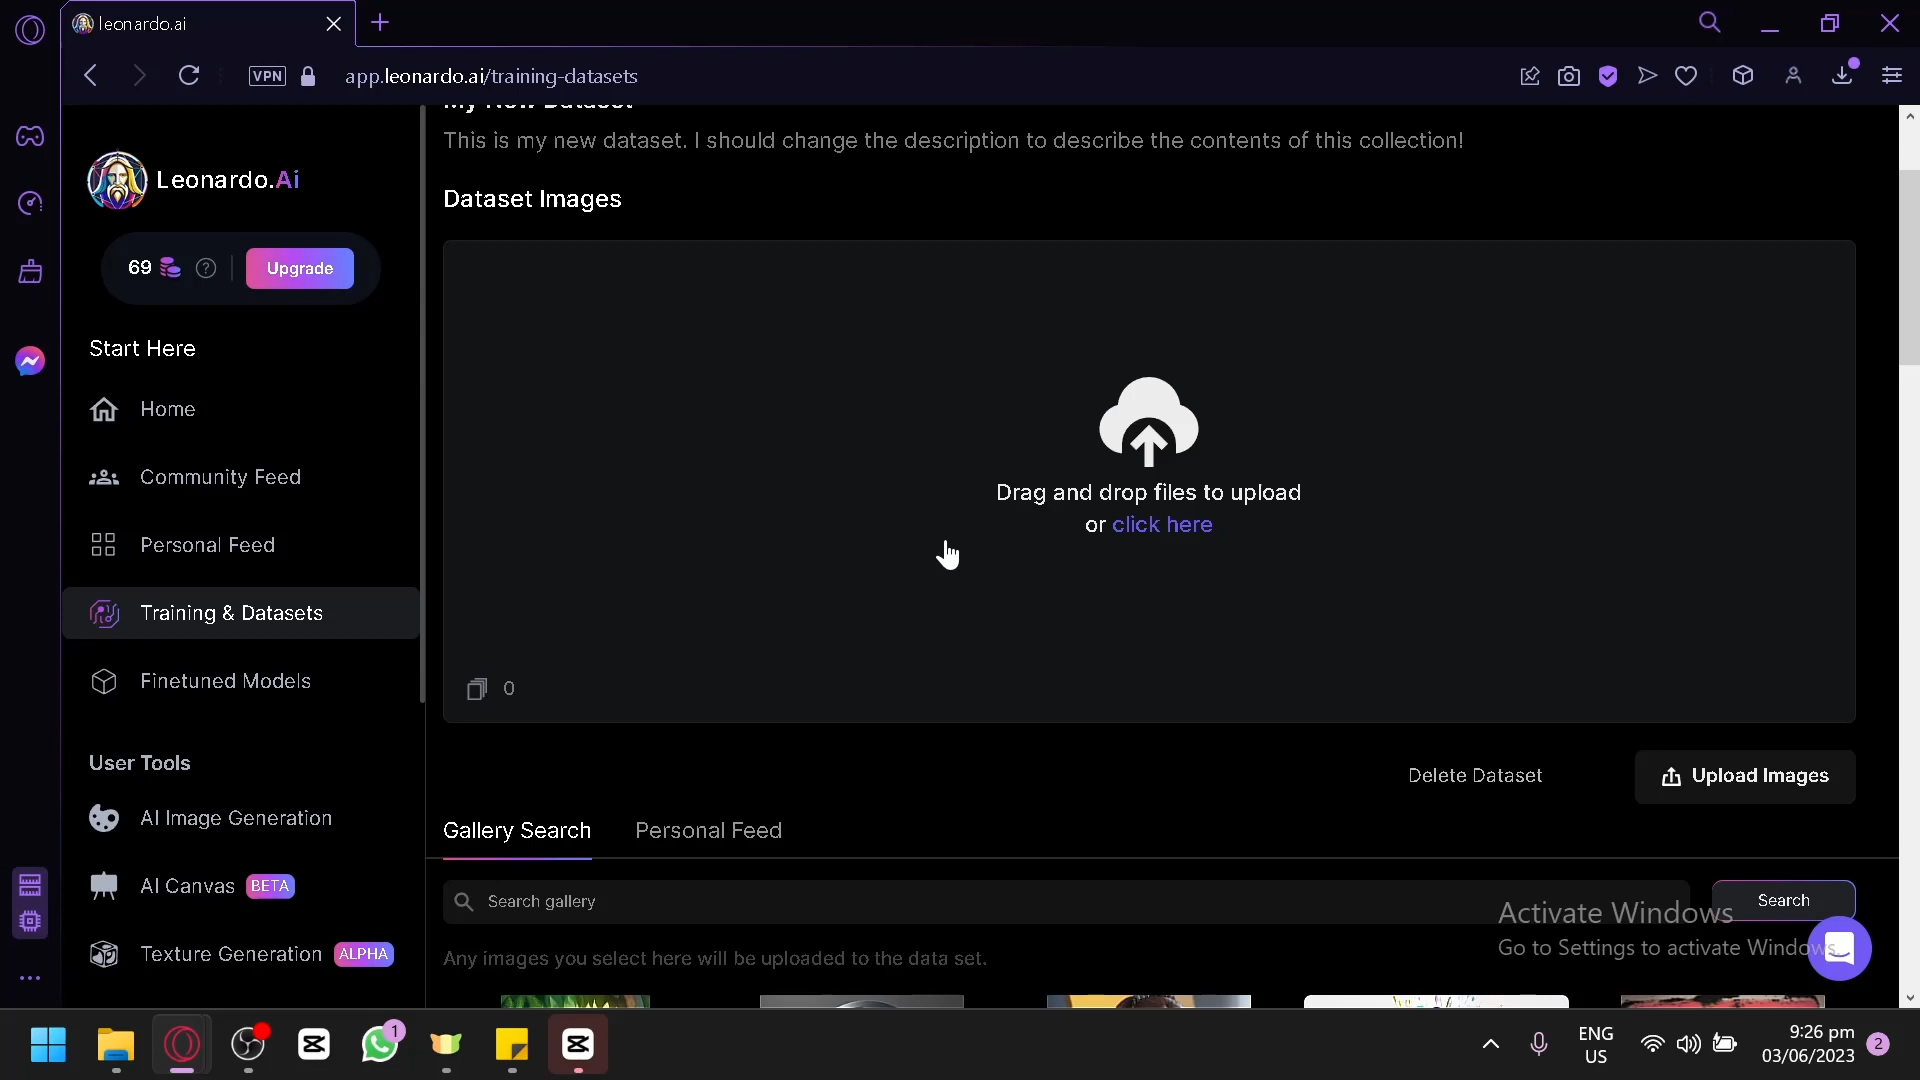 leonardo.ai
VPN
app.leonardo.ai/training-datasets
My New Dataset
This is my new dataset. I should change the description to describe the contents of this collection!
Leonardo.Ai
69
?
Upgrade
Start Here
Home
Community Feed
Personal Feed
Training & Datasets
Finetuned Models
User Tools
AI Image Generation
AI Canvas BETA
Texture Generation ALPHA
Dataset Images
Drag and drop files to upload
or click here
0
Delete Dataset
Upload Images
Gallery Search
Personal Feed
Search gallery
Search
Any images you select here will be uploaded to the data set.
Activate Windows
Go to Settings to activate Windows.
1
ENG
US
9:26 pm
03/06/2023
2